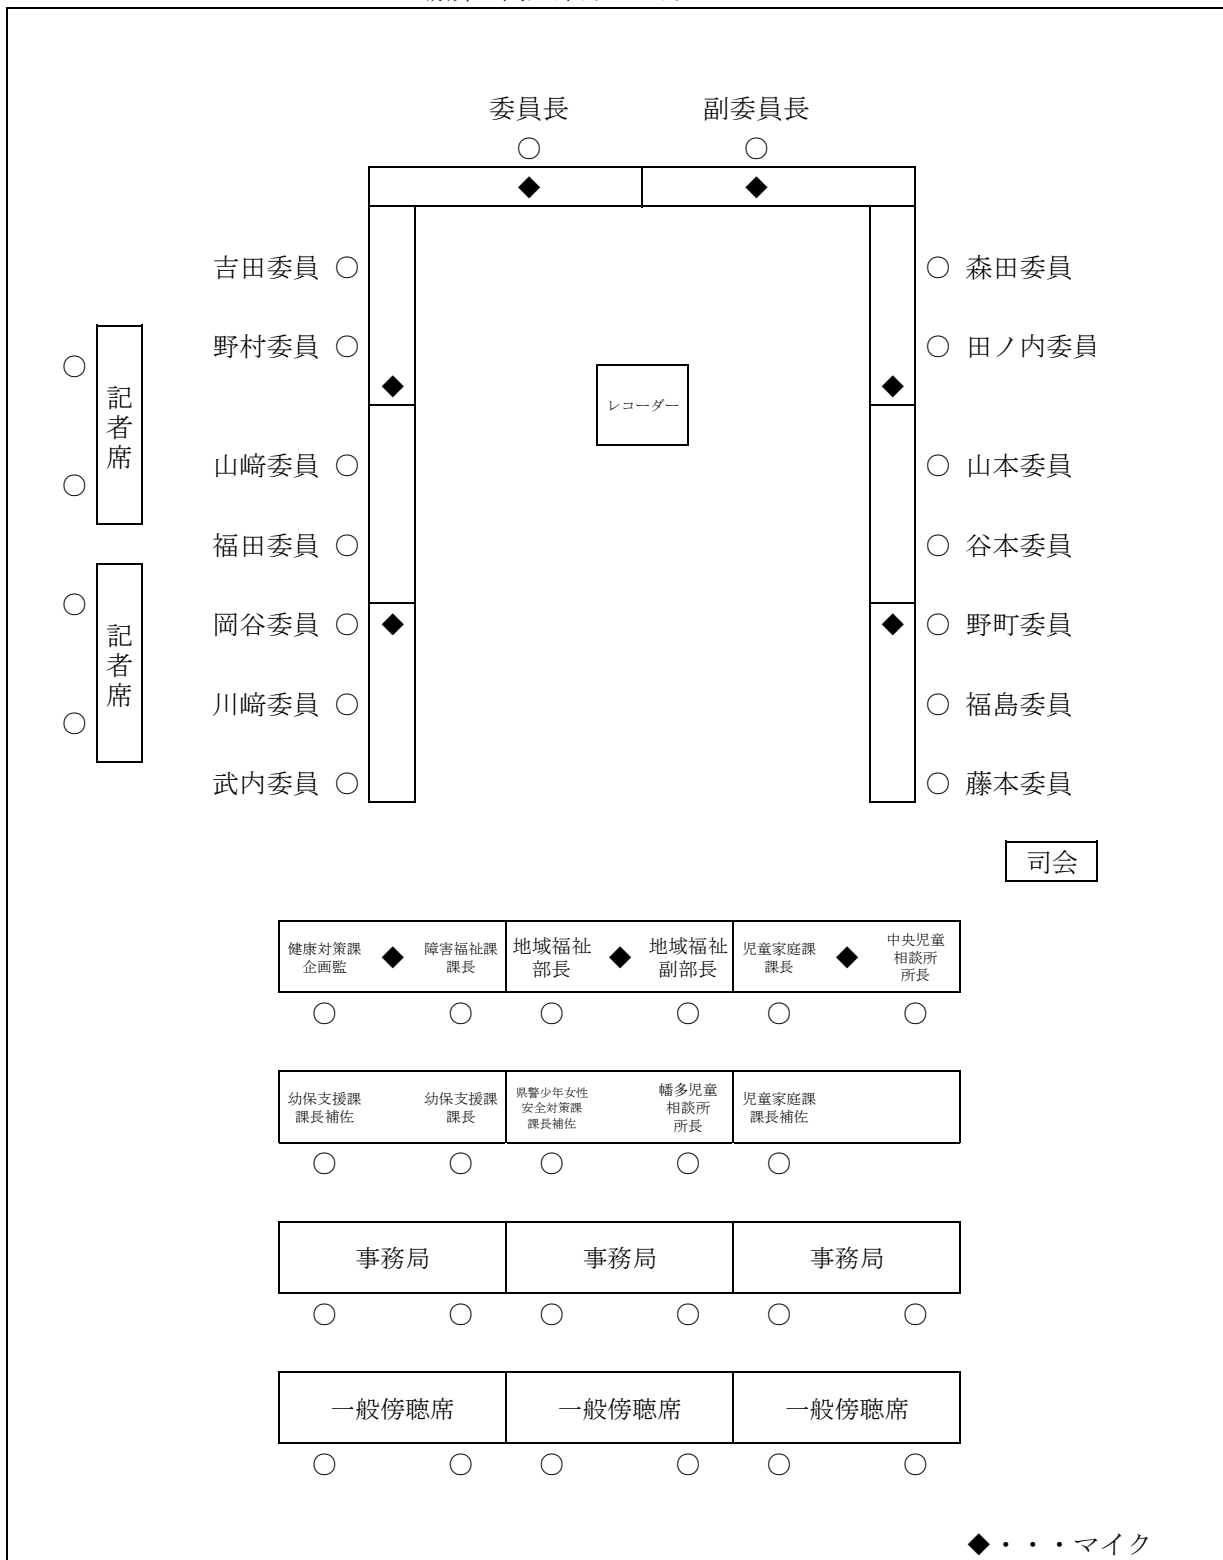 委員長 副委員長
○ ○
◆ ◆
吉田委員 ○ ○ 森田委員
野村委員 ○ ○ 田ノ内委員
○
◆ ◆
記者席
レコーダー
山﨑委員 ○ ○ 山本委員
○
福田委員 ○ ○ 谷本委員
○
岡谷委員 ○ ◆ ◆ ○ 野町委員
記者席
川﨑委員 ○ ○ 福島委員
○
武内委員 ○ ○ 藤本委員
司会
健康対策課
企画監
◆
障害福祉課
課長
地域福祉
部長
◆
地域福祉
副部長
児童家庭課
課長
◆
中央児童
相談所
所長
○ ○ ○ ○ ○ ○
幼保支援課
課長補佐
幼保支援課
課長
県警少年女性
安全対策課
課長補佐
幡多児童
相談所
所長
児童家庭課
課長補佐
○ ○ ○ ○ ○
事務局 事務局 事務局
○ ○ ○ ○ ○ ○
一般傍聴席 一般傍聴席 一般傍聴席
○ ○ ○ ○ ○ ○
◆・・・マイク